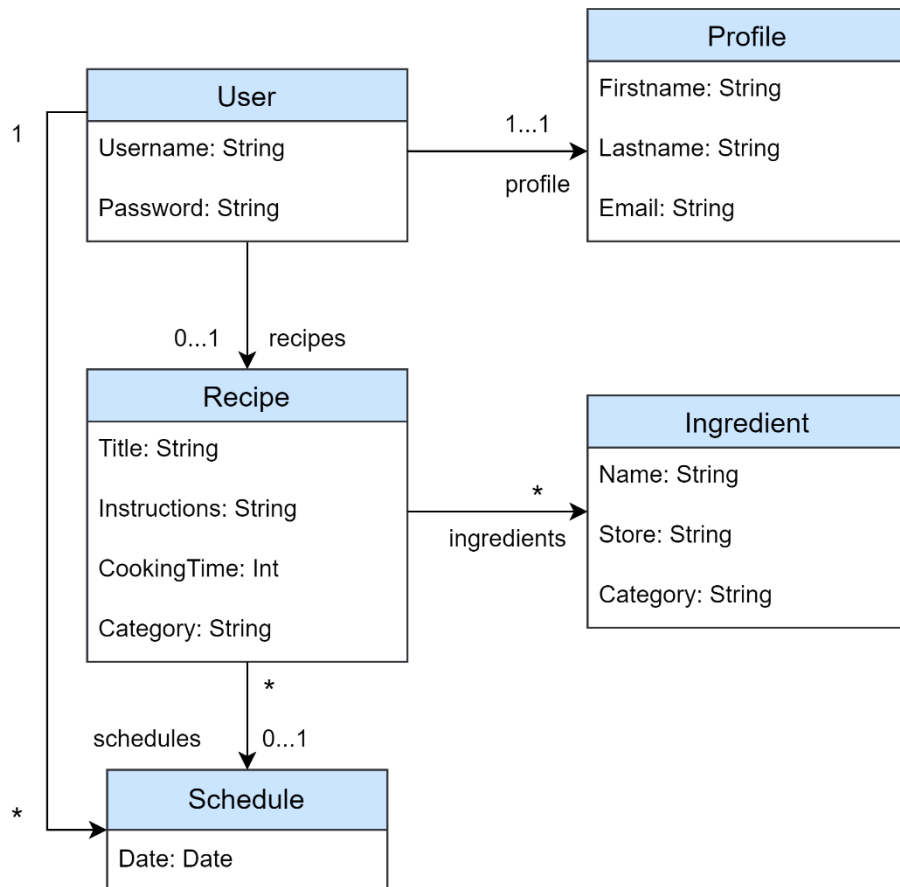 Profile
Firstname: String
Lastname: String
Email: String
User
Username: String
Password: String
1
1...1
profile
0...1
recipes
Recipe
Title: String
Instructions: String
CookingTime: Int
Category: String
*
ingredients
Ingredient
Name: String
Store: String
Category: String
*
schedules
0...1
*
Schedule
Date: Date